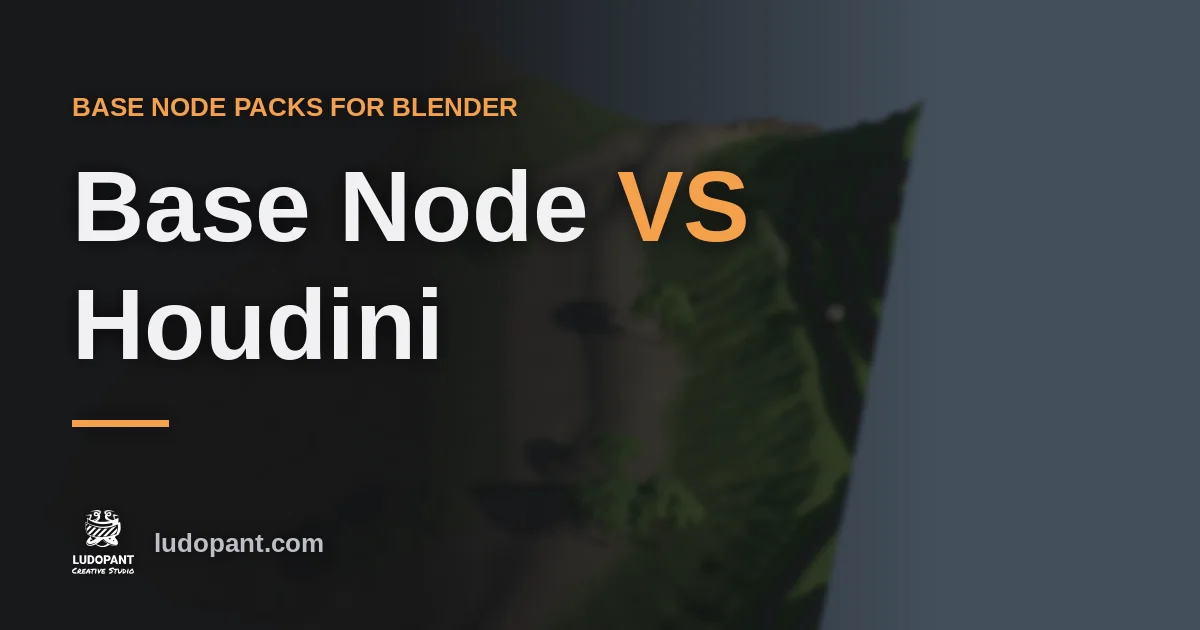 BASE NODE PACKS FOR BLENDER
Base Node VS
Houdini
LUDOPANT
CREATIVE STUDIO
ludopant.com